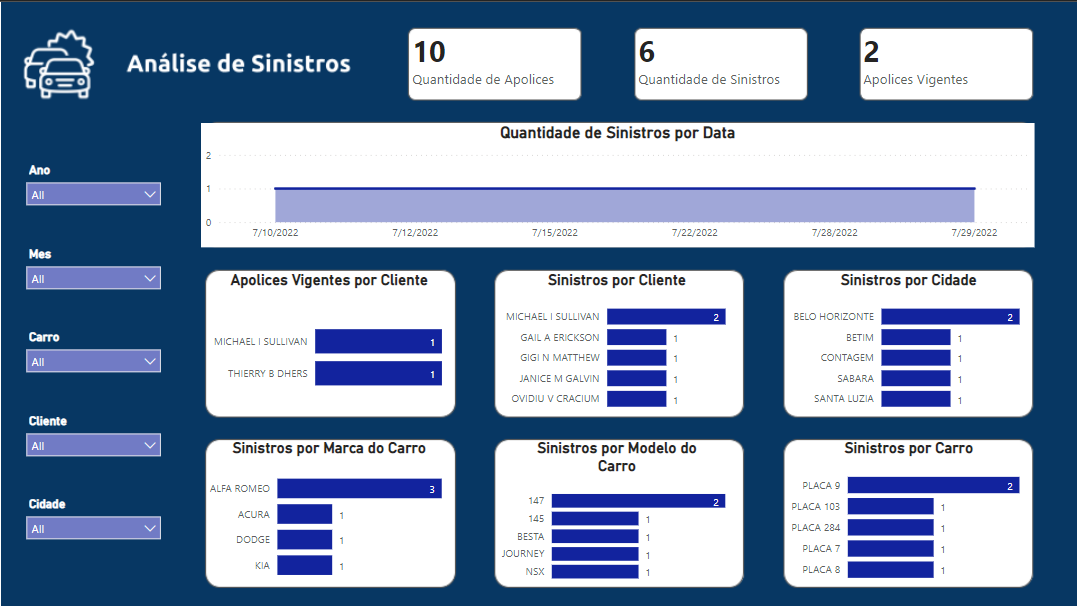 Análise de Sinistros
10
Quantidade de Apolices
6
Quantidade de Sinistros
2
Apolices Vigentes
Ano
All
Mes
All
Carro
All
Cliente
All
Cidade
All
Quantidade de Sinistros por Data
2
1
0
7/10/2022 7/12/2022 7/15/2022 7/22/2022 7/28/2022 7/29/2022
Apolices Vigentes por Cliente
MICHAEL I SULLIVAN 1
THIERRY B DHERS 1
Sinistros por Cliente
MICHAEL I SULLIVAN 2
GAIL A ERICKSON 1
GIGI N MATTHEW 1
JANICE M GALVIN 1
OVIDIU V CRACIUM 1
Sinistros por Cidade
BELO HORIZONTE 2
BETIM 1
CONTAGEM 1
SABARA 1
SANTA LUZIA 1
Sinistros por Marca do Carro
ALFA ROMEO 3
ACURA 1
DODGE 1
KIA 1
Sinistros por Modelo do
Carro
147 2
145 1
BESTA 1
JOURNEY 1
NSX 1
Sinistros por Carro
PLACA 9 2
PLACA 103 1
PLACA 284 1
PLACA 7 1
PLACA 8 1